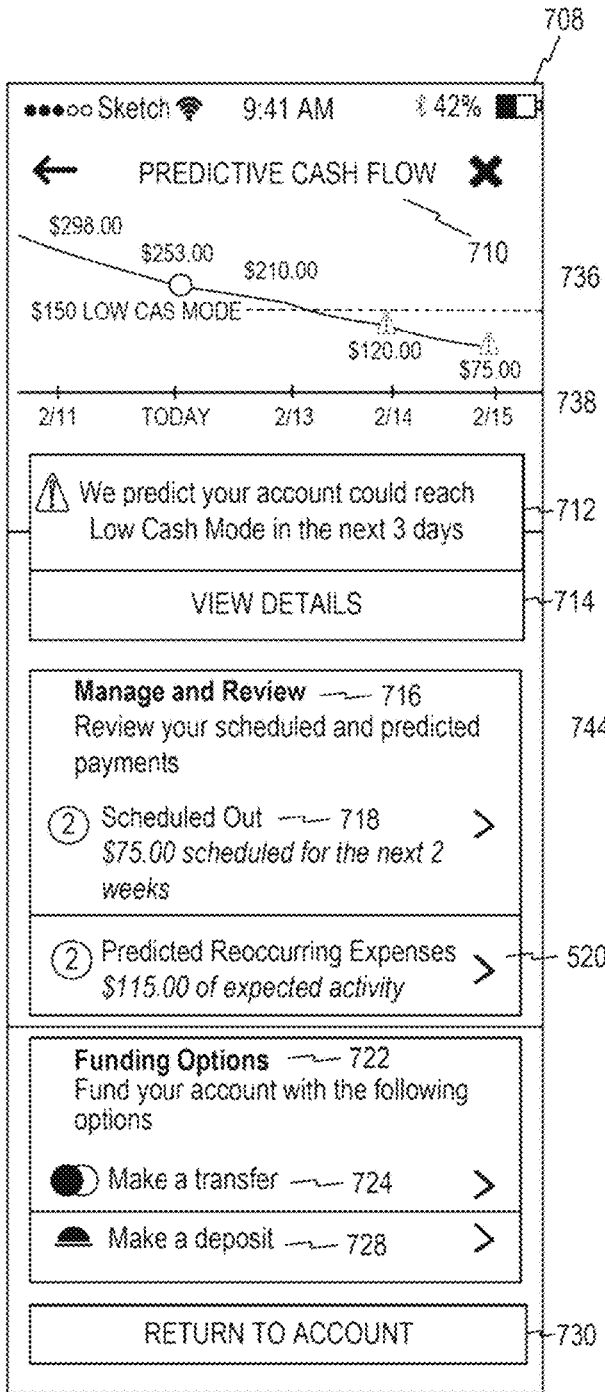 708
Sketch 9:41 AM 42%
PREDICTIVE CASH FLOW
710
$298.00
$253.00
$210.00
736
$150 LOW CAS MODE
$120.00
$75.00
738
2/11 TODAY 2/13 2/14 2/15
We predict your account could reach
712
Low Cash Mode in the next 3 days
VIEW DETAILS 714
Manage and Review 716
Review your scheduled and predicted 744
payments
2 Scheduled Out 718 >
$75.00 scheduled for the next 2
weeks
2 Predicted Reoccurring Expenses > 520
$115.00 of expected activity
Funding Options 722
Fund your account with the following
options
Make a transfer 724 >
Make a deposit 728 >
RETURN TO ACCOUNT 730